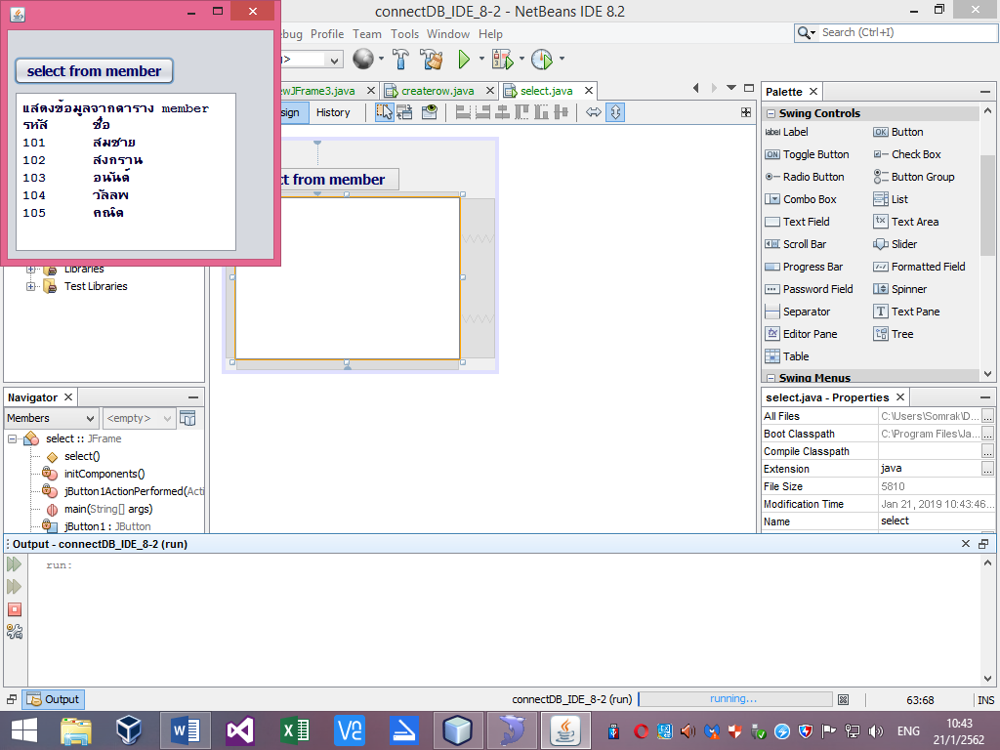 connectDB_IDE_8-2 - NetBeans IDE 8.2
Profile Team Tools Window Help
Search (Ctrl+I)
select from member
แสดงข้อมูลจากตาราง member
รหัส ชื่อ
101 สมชาย
102 สงกราน
103 อนันต์
104 วัลลพ
105 คณิต
createrow.java select.java
History
from member
Libraries
Test Libraries
Palette
Swing Controls
Label Button
Toggle Button Check Box
Radio Button Button Group
Combo Box List
Text Field Text Area
Scroll Bar Slider
Progress Bar Formatted Field
Password Field Spinner
Separator Text Pane
Editor Pane Tree
Table
Swing Menus
Navigator
Members <empty>
select :: JFrame
select()
initComponents()
jButton1ActionPerformed(Acti
main(String[] args)
jButton1 : JButton
select.java - Properties
All Files C:\Users\Somrak\D... ...
Boot Classpath C:\Program Files\Ja... ...
Compile Classpath ...
Extension java ...
File Size 5810
Modification Time Jan 21, 2019 10:43:46...
Name select
Output - connectDB_IDE_8-2 (run)
run:
Output
connectDB_IDE_8-2 (run) running... 63:68 INS
ENG
10:43
21/1/2562